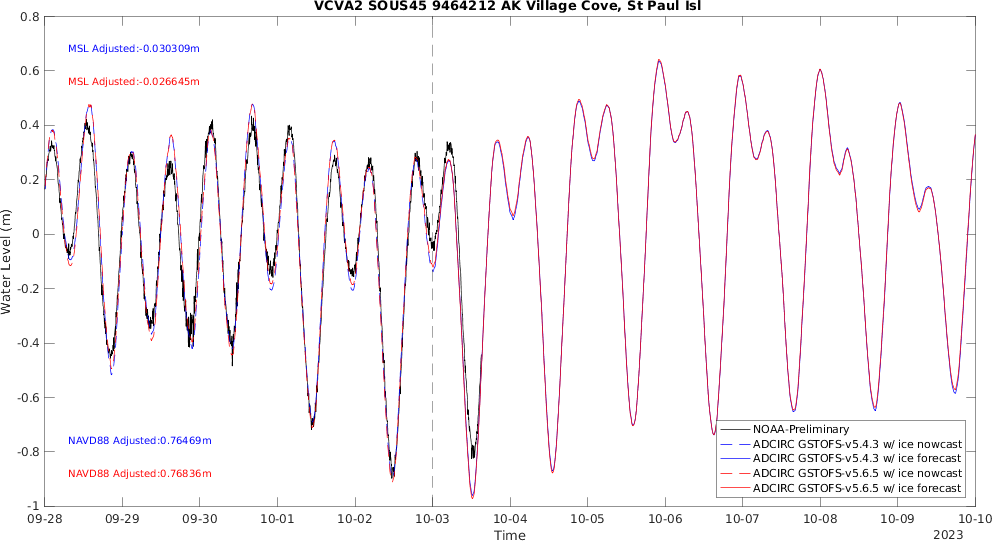 VCVA2 SOUS45 9464212 AK Village Cove, St Paul Isl
0.8
0.6
0.4
0.2
0
-0.2
-0.4
-0.6
-0.8
-1
Water Level (m)
MSL Adjusted:-0.030309m
MSL Adjusted:-0.026645m
NAVD88 Adjusted:0.76469m
NAVD88 Adjusted:0.76836m
NOAA-Preliminary
ADCIRC GSTOFS-v5.4.3 w/ ice nowcast
ADCIRC GSTOFS-v5.4.3 w/ ice forecast
ADCIRC GSTOFS-v5.6.5 w/ ice nowcast
ADCIRC GSTOFS-v5.6.5 w/ ice forecast
09-28 09-29 09-30 10-01 10-02 10-03 10-04 10-05 10-06 10-07 10-08 10-09 10-10
Time
2023